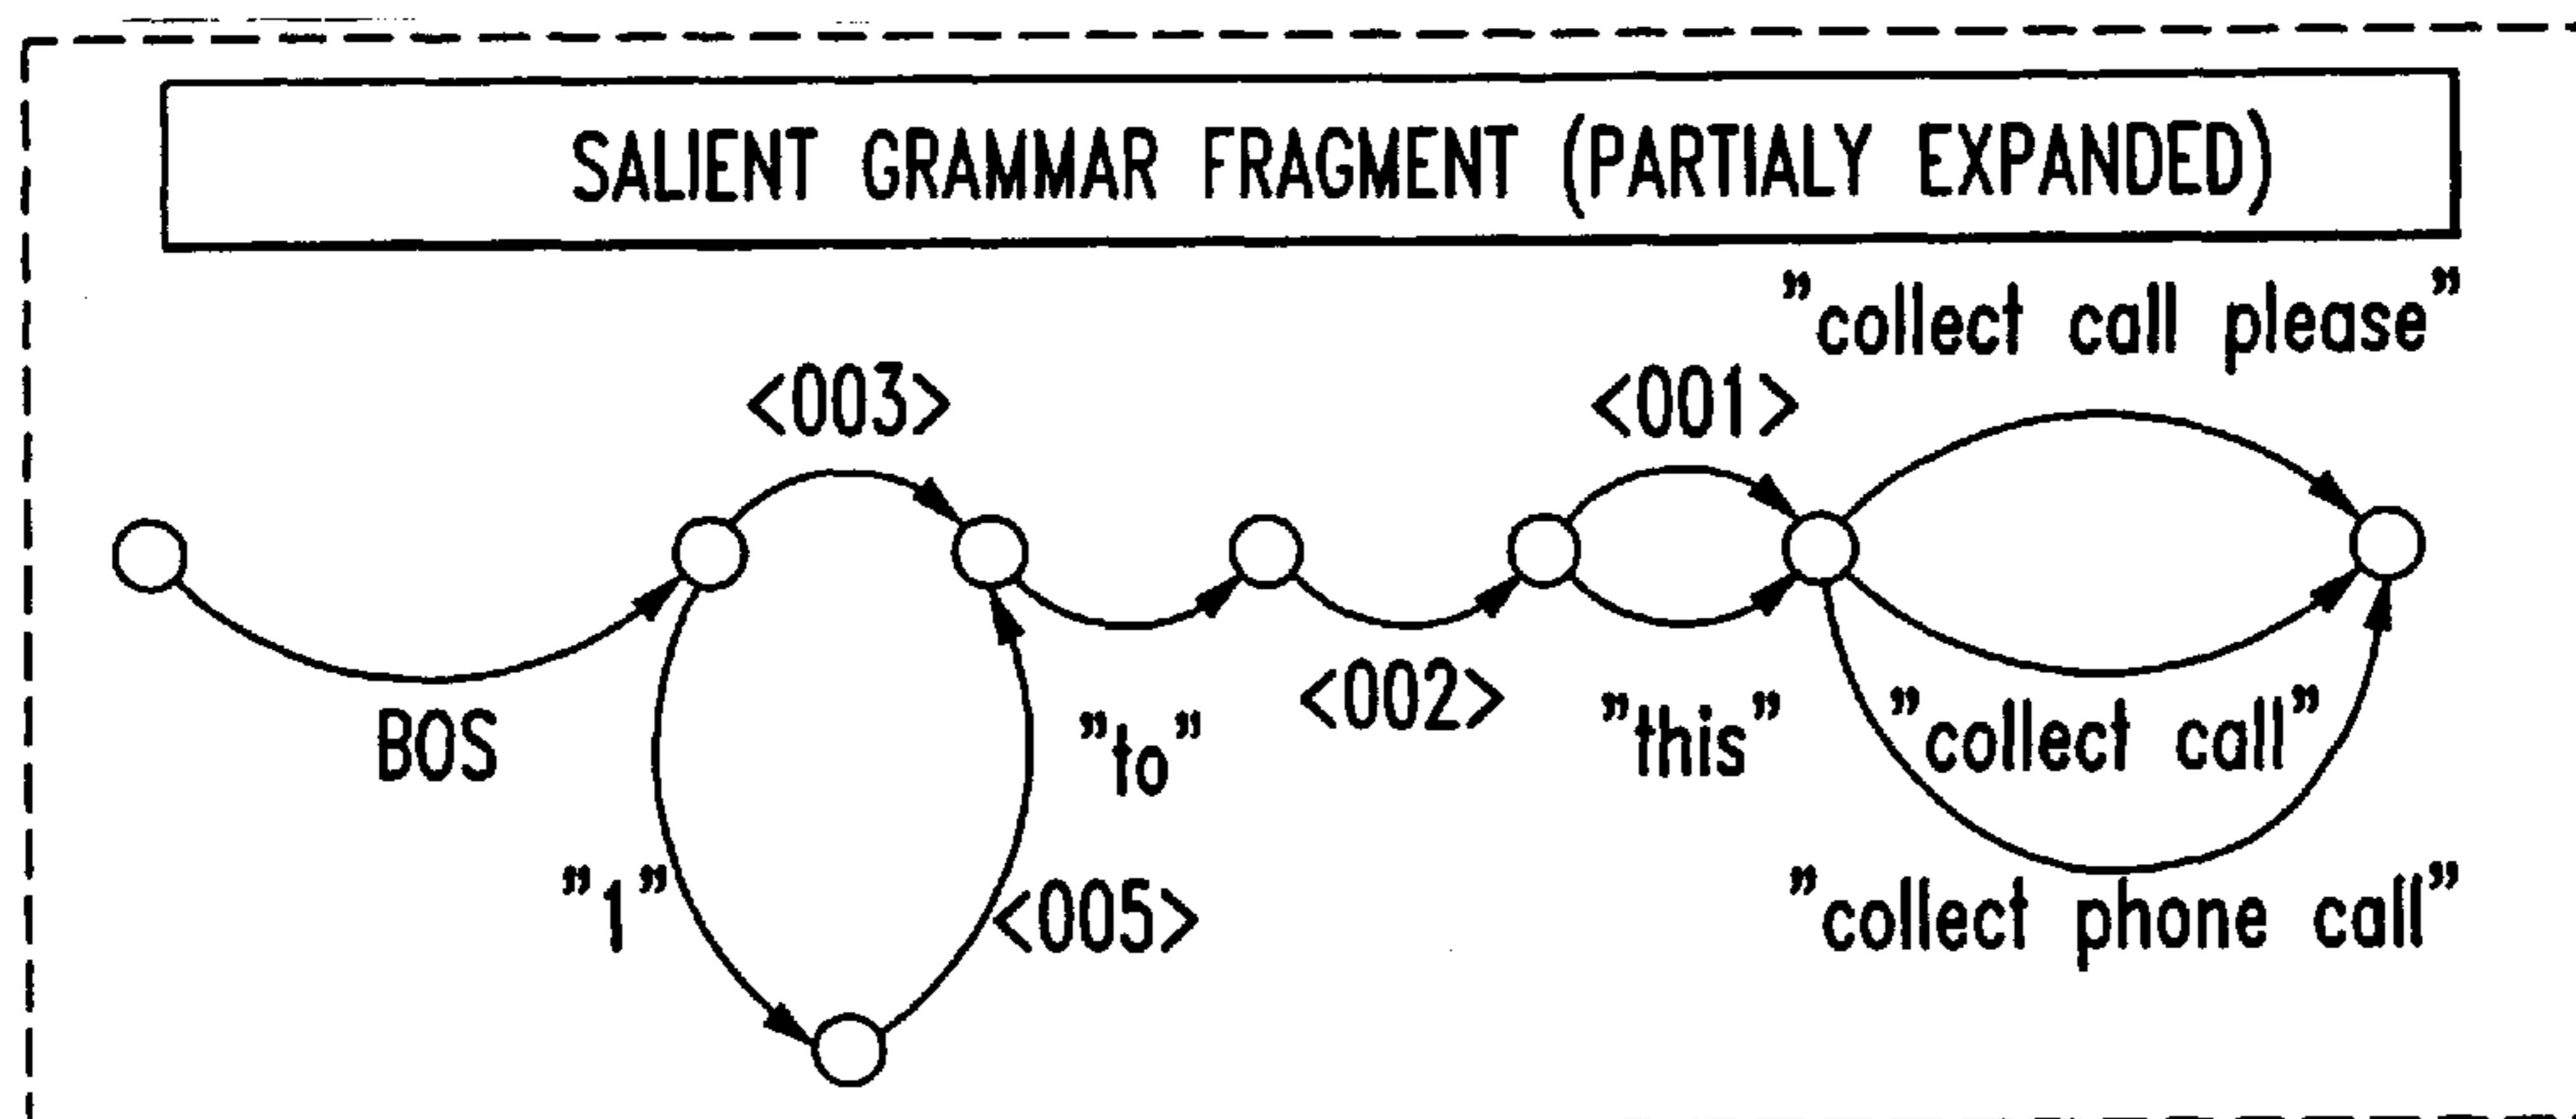 SALIENT GRAMMAR FRAGMENT (PARTIALY EXPANDED)
"collect call please"
<003> <001>
BOS "to" <002> "this" "collect call"
"1" <005> "collect phone call"